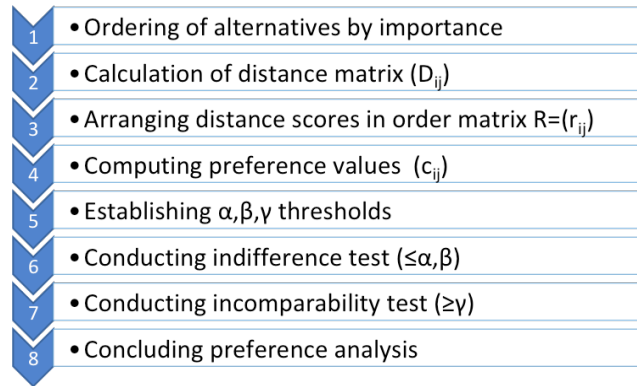 1 •Ordering of alternatives by importance
2 •Calculation of distance matrix (Dᵢⱼ)
3 •Arranging distance scores in order matrix R=(rᵢⱼ)
4 •Computing preference values (cᵢⱼ)
5 •Establishing α,β,γ thresholds
6 •Conducting indifference test (≤α,β)
7 •Conducting incomparability test (≥γ)
8 •Concluding preference analysis